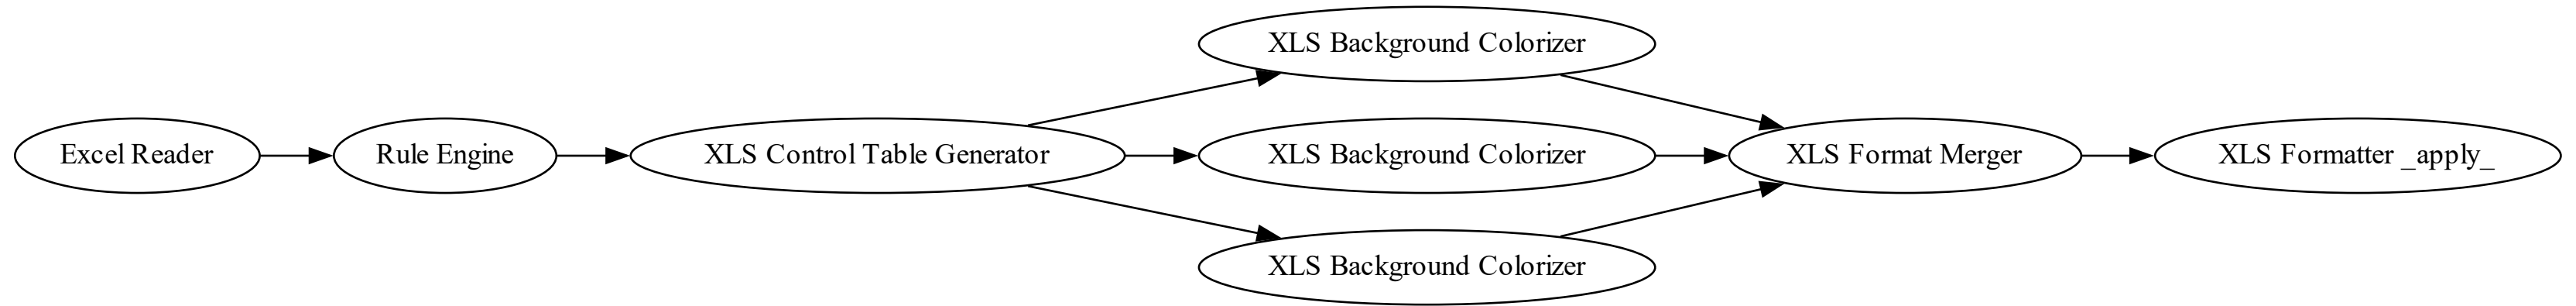 XLS Background Colorizer
Excel Reader
Rule Engine
XLS Control Table Generator
XLS Background Colorizer
XLS Format Merger
XLS Formatter _apply_
XLS Background Colorizer